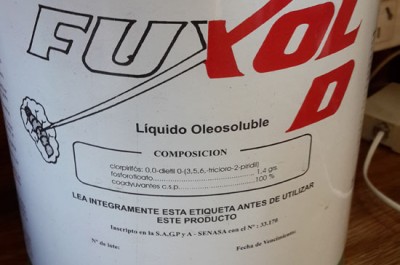 FUYOL
D
Líquido Oleosoluble
COMPOSICION
clorpirifós: 0,0-dietil 0-(3,5,6,-tricloro-2-piridil)
fosforotioato 1,4 grs
coadyuvantes c.s.p. 100 %
LEA INTEGRAMENTE ESTA ETIQUETA ANTES DE UTILIZAR
ESTE PRODUCTO
Inscripto en la S.A.G.P y A - SENASA con el N° : 33.178
N° de lote: Fecha de Vencimiento: